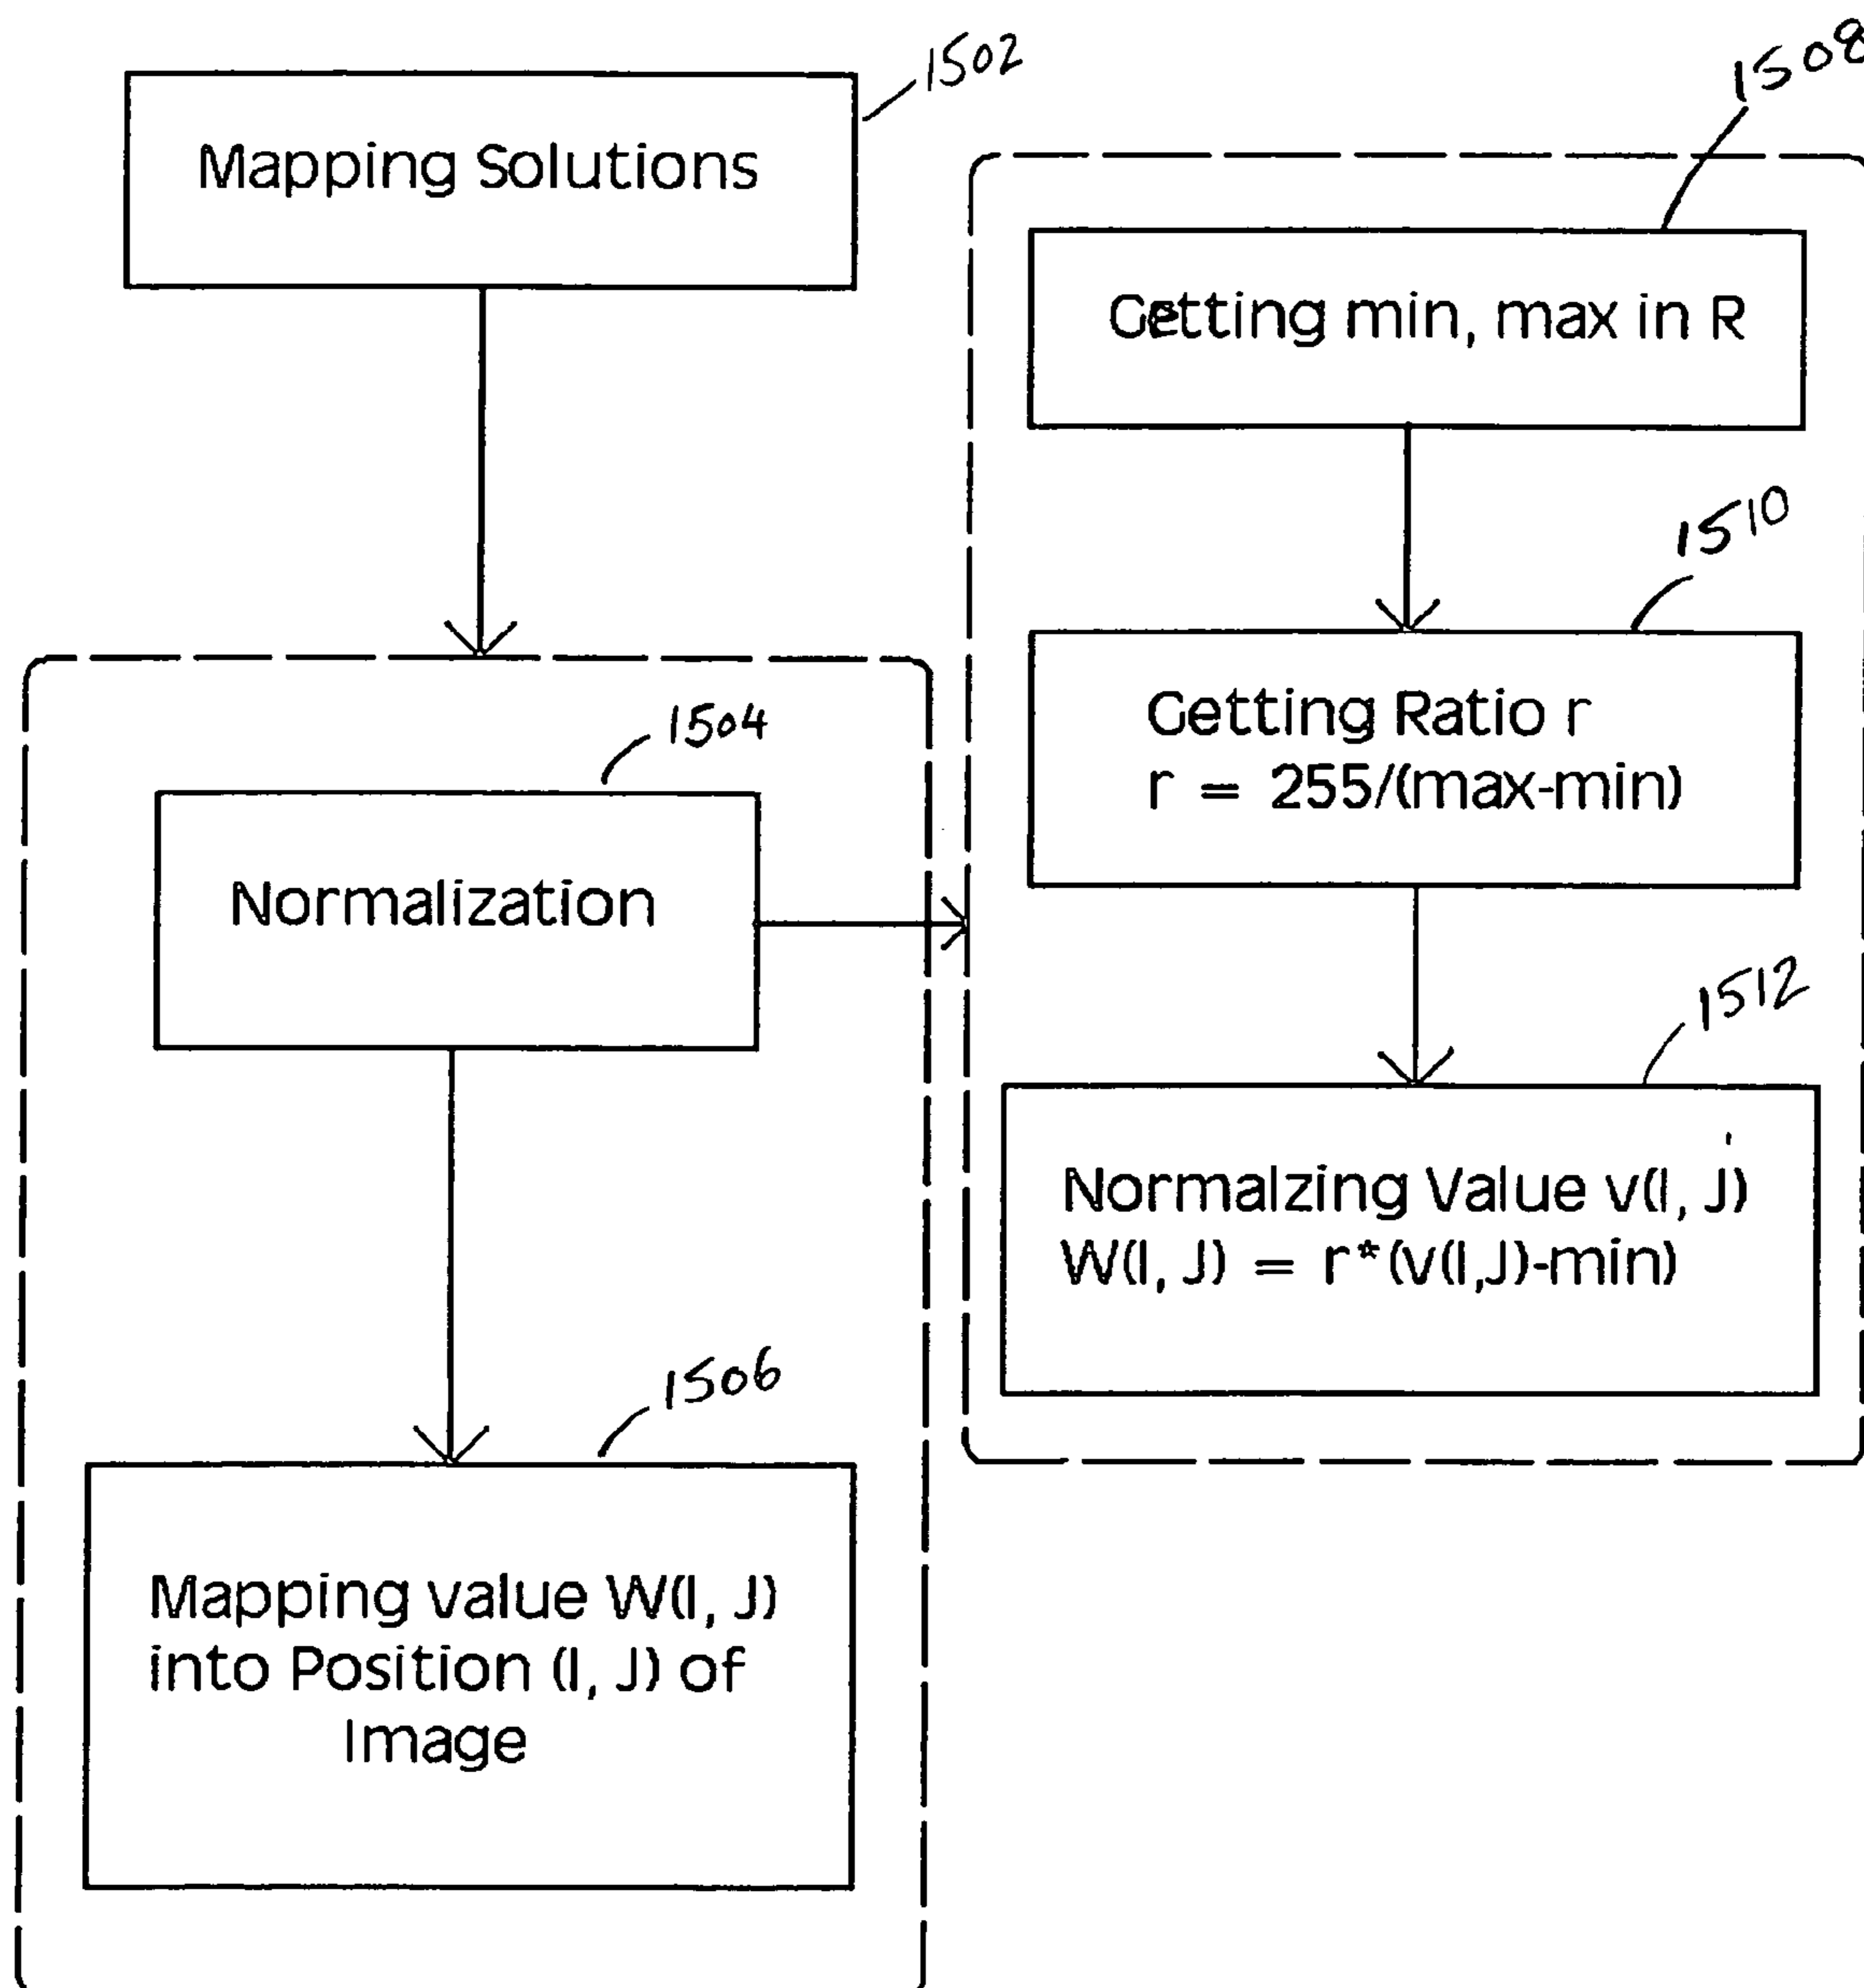 1502
Mapping Solutions
1504
Normalization
1506
Mapping value W(I, J)
into Position (I, J) of
Image
1508
Getting min, max in R
1510
Getting Ratio r
r = 255/(max-min)
1512
Normalzing Value v(I, J)
W(I, J) = r*(v(I,J)-min)